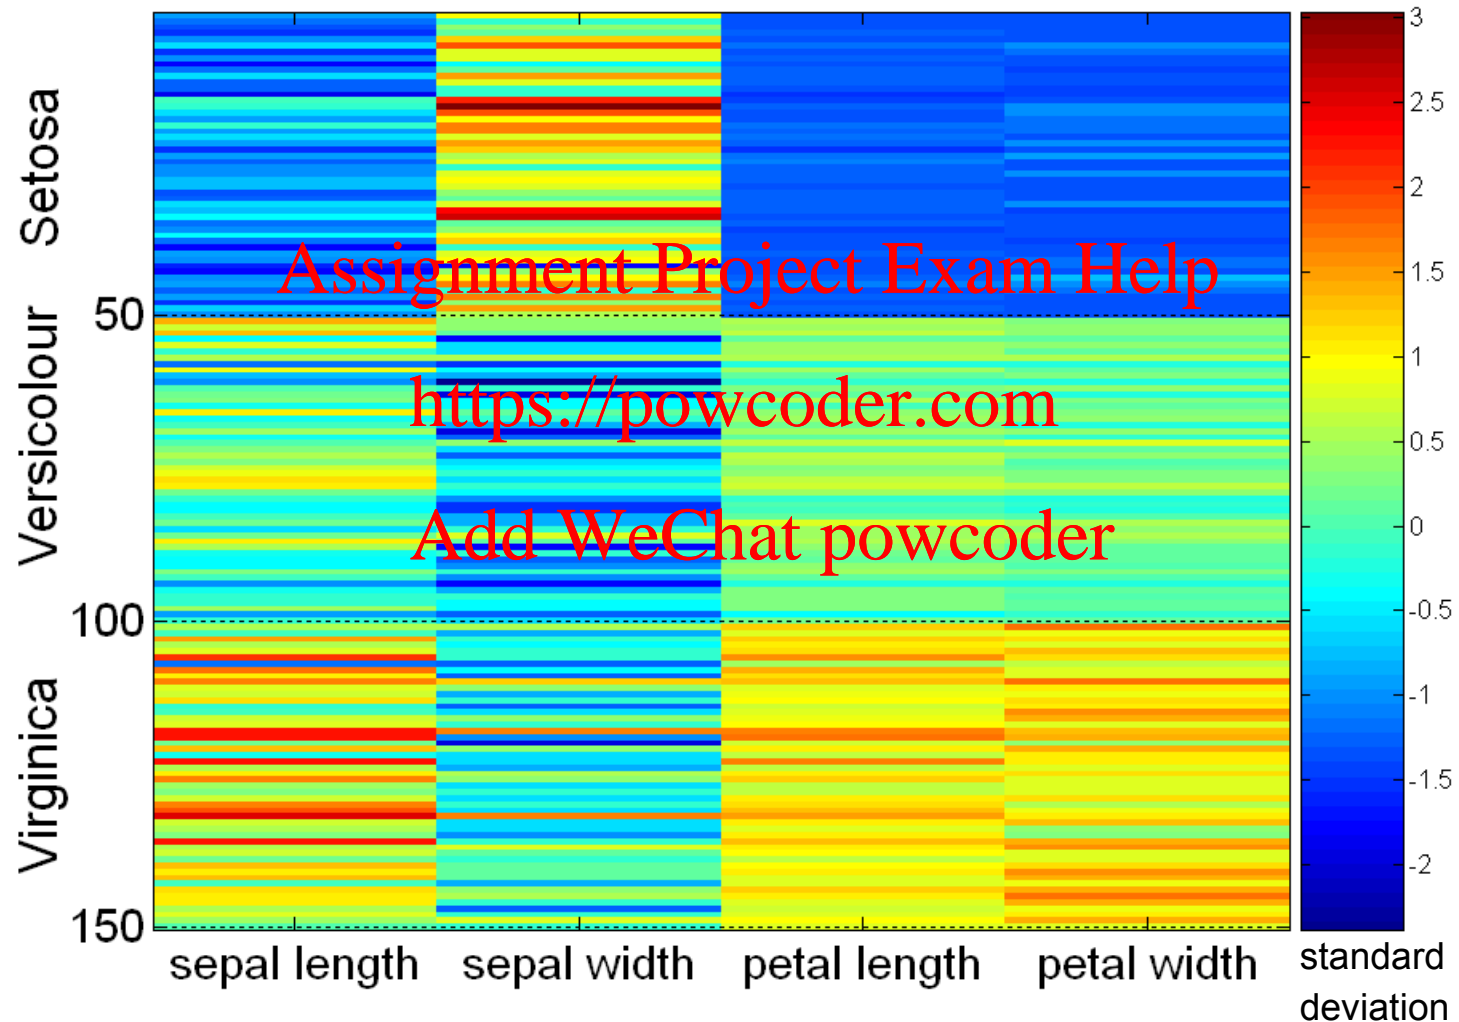 Setosa
Versicolour
Virginica
50
100
150
sepal length
sepal width
petal length
petal width
3
2.5
2
1.5
1
0.5
0
-0.5
-1
-1.5
-2
standard
deviation
Assignment Project Exam Help
https://powcoder.com
Add WeChat powcoder